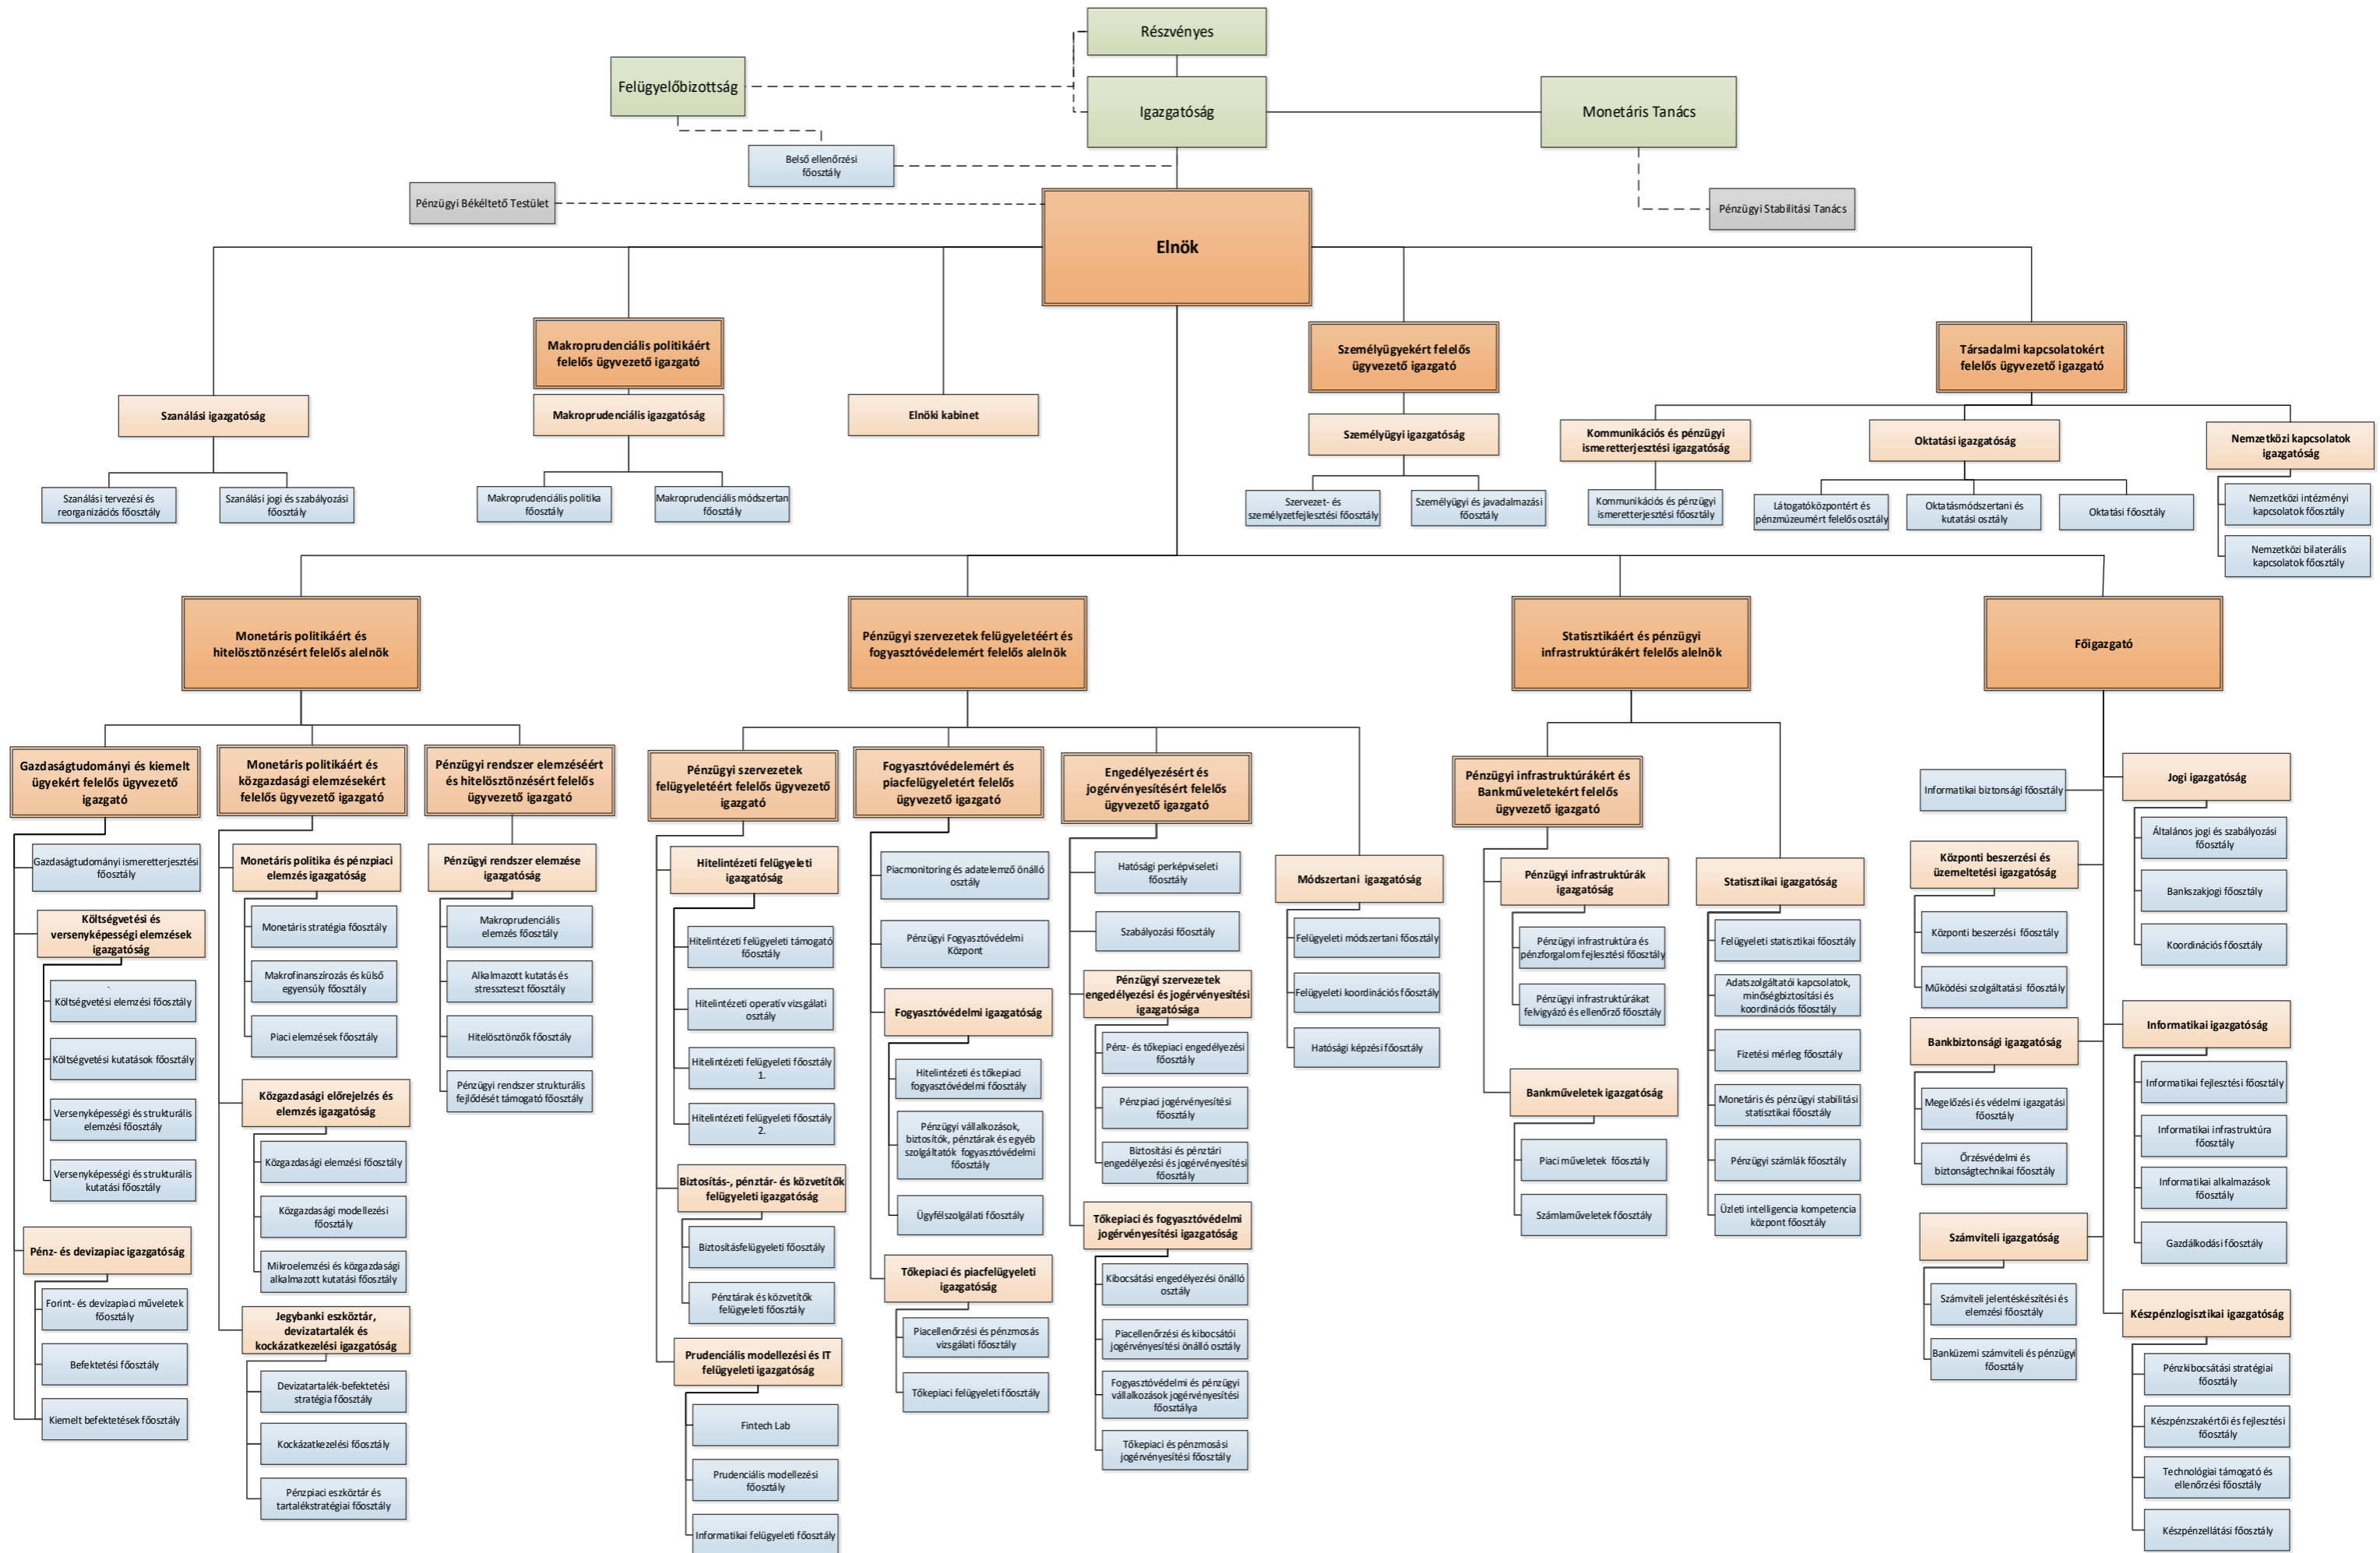 Részvényes
Felügyelőbizottság
Igazgatóság
Monetáris Tanács
Belső ellenőrzési
főosztály
Pénzügyi Békéltető Testület
Pénzügyi Stabilitási Tanács
Elnök
Makroprudenciális politikáért
felelős ügyvezető igazgató
Személyügyekért felelős
ügyvezető igazgató
Társadalmi kapcsolatokért
felelős ügyvezető igazgató
Szanálási igazgatóság
Makroprudenciális igazgatóság
Elnöki kabinet
Személyügyi igazgatóság
Kommunikációs és pénzügyi
ismeretterjesztési igazgatóság
Oktatási igazgatóság
Nemzetközi kapcsolatok
igazgatóság
Szanálási tervezési és
reorganizációs főosztály
Szanálási jogi és szabályozási
főosztály
Makroprudenciális politika
főosztály
Makroprudenciális módszertan
főosztály
Szervezet- és
személyzetfejlesztési főosztály
Személyügyi és javadalmazási
főosztály
Kommunikációs és pénzügyi
ismeretterjesztési főosztály
Látogatóközpontért és
pénzmúzeumért felelős osztály
Oktatásmódszertani és
kutatási osztály
Oktatási főosztály
Nemzetközi intézményi
kapcsolatok főosztály
Nemzetközi bilaterális
kapcsolatok főosztály
Monetáris politikáért és
hitelösztönzésért felelős alelnök
Pénzügyi szervezetek felügyeletéért és
fogyasztóvédelemért felelős alelnök
Statisztikáért és pénzügyi
infrastruktúrákért felelős alelnök
Főigazgató
Gazdaságtudományi és kiemelt
ügyekért felelős ügyvezető
igazgató
Gazdaságtudományi ismeretterjesztési
főosztály
Költségvetési és
versenyképességi elemzések
igazgatóság
Költségvetési elemzési főosztály
Költségvetési kutatások főosztály
Versenyképességi és strukturális
elemzési főosztály
Versenyképességi és strukturális
kutatási főosztály
Pénz- és devizapiac igazgatóság
Forint- és devizapiaci műveletek
főosztály
Befektetési főosztály
Kiemelt befektetések főosztály
Monetáris politikáért és
közgazdasági elemzésekért
felelős ügyvezető igazgató
Monetáris politika és pénzpiaci
elemzés igazgatóság
Monetáris stratégia főosztály
Makrofinanszírozás és külső
egyensúly főosztály
Piaci elemzések főosztály
Közgazdasági előrejelzés és
elemzés igazgatóság
Közgazdasági elemzési főosztály
Közgazdasági modellezési
főosztály
Mikroelemzési és közgazdasági
alkalmazott kutatási főosztály
Jegybanki eszköztár,
devizatartalék és
kockázatkezelési igazgatóság
Devizatartalék-befektetési
stratégia főosztály
Kockázatkezelési főosztály
Pénzpiaci eszköztár és
tartalékstratégiai főosztály
Pénzügyi rendszer elemzéséért
és hitelösztönzésért felelős
ügyvezető igazgató
Pénzügyi rendszer elemzése
igazgatóság
Makroprudenciális
elemzés főosztály
Alkalmazott kutatás és
stresszteszt főosztály
Hitelösztönzők főosztály
Pénzügyi rendszer strukturális
fejlődését támogató főosztály
Pénzügyi szervezetek
felügyeletéért felelős ügyvezető
igazgató
Hitelintézeti felügyeleti
igazgatóság
Hitelintézeti felügyeleti támogató
főosztály
Hitelintézeti operatív vizsgálati
osztály
Hitelintézeti felügyeleti főosztály
1.
Hitelintézeti felügyeleti főosztály
2.
Biztosítás-, pénztár- és közvetítők
felügyeleti igazgatóság
Biztosításfelügyeleti főosztály
Pénztárak és közvetítők
felügyeleti főosztály
Prudenciális modellezési és IT
felügyeleti igazgatóság
Fintech Lab
Prudenciális modellezési
főosztály
Informatikai felügyeleti főosztály
Fogyasztóvédelemért és
piacfelügyeletért felelős
ügyvezető igazgató
Piacmonitoring és adatelemző önálló
osztály
Pénzügyi Fogyasztóvédelmi
Központ
Fogyasztóvédelmi igazgatóság
Hitelintézeti és tőkepiaci
fogyasztóvédelmi főosztály
Pénzügyi vállalkozások,
biztosítók, pénztárak és egyéb
szolgáltatók fogyasztóvédelmi
főosztály
Ügyfélszolgálati főosztály
Tőkepiaci és piacfelügyeleti
igazgatóság
Piacellenőrzési és pénzmosás
vizsgálati főosztály
Tőkepiaci felügyeleti főosztály
Engedélyezésért és
jogérvényesítésért felelős
ügyvezető igazgató
Hatósági perképviseleti
főosztály
Szabályozási főosztály
Pénzügyi szervezetek
engedélyezési és jogérvényesítési
igazgatósága
Pénz- és tőkepiaci engedélyezési
főosztály
Pénzpiaci jogérvényesítési
főosztály
Biztosítási és pénztári
engedélyezési és jogérvényesítési
főosztály
Tőkepiaci és fogyasztóvédelmi
jogérvényesítési igazgatóság
Kibocsátási engedélyezési önálló
osztály
Piacellenőrzési és kibocsátói
jogérvényesítési önálló osztály
Fogyasztóvédelmi és pénzügyi
vállalkozások jogérvényesítési
főosztálya
Tőkepiaci és pénzmosási
jogérvényesítési főosztály
Módszertani igazgatóság
Felügyeleti módszertani főosztály
Felügyeleti koordinációs főosztály
Hatósági képzési főosztály
Pénzügyi infrastruktúrákért és
Bankműveletekért felelős
ügyvezető igazgató
Pénzügyi infrastruktúrák
igazgatóság
Pénzügyi infrastruktúra és
pénzforgalom fejlesztési főosztály
Pénzügyi infrastruktúrákat
felvigyázó és ellenőrző főosztály
Bankműveletek igazgatóság
Piaci műveletek főosztály
Számlaműveletek főosztály
Statisztikai igazgatóság
Felügyeleti statisztikai főosztály
Adatszolgáltatói kapcsolatok,
minőségbiztosítási és
koordinációs főosztály
Fizetési mérleg főosztály
Monetáris és pénzügyi stabilitási
statisztikai főosztály
Pénzügyi számlák főosztály
Üzleti intelligencia kompetencia
központ főosztály
Informatikai biztonsági főosztály
Központi beszerzési és
üzemeltetési igazgatóság
Központi beszerzési főosztály
Működési szolgáltatási főosztály
Bankbiztonsági igazgatóság
Megelőzési és védelmi igazgatási
főosztály
Őrzésvédelmi és
biztonságtechnikai főosztály
Számviteli igazgatóság
Számviteli jelentéskészítési és
elemzési főosztály
Banküzemi számviteli és pénzügyi
főosztály
Jogi igazgatóság
Általános jogi és szabályozási
főosztály
Bankszakjogi főosztály
Koordinációs főosztály
Informatikai igazgatóság
Informatikai fejlesztési főosztály
Informatikai infrastruktúra
főosztály
Informatikai alkalmazások
főosztály
Gazdálkodási főosztály
Készpénzlogisztikai igazgatóság
Pénzkibocsátási stratégiai
főosztály
Készpénzszakértői és fejlesztési
főosztály
Technológiai támogató és
ellenőrzési főosztály
Készpénzellátási főosztály